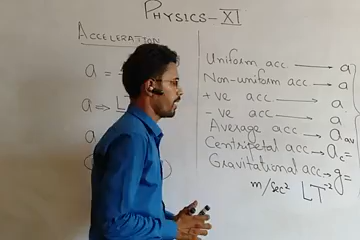 PHYSICS-XI
ACCELERATION
a =
a ⇒ L
a
Uniform acc → a
Non-uniform acc → a
+ve acc → a
-ve acc → a
Average acc → aav
Centripetal acc → ac =
Gravitational acc → g =
m/sec² LT⁻²